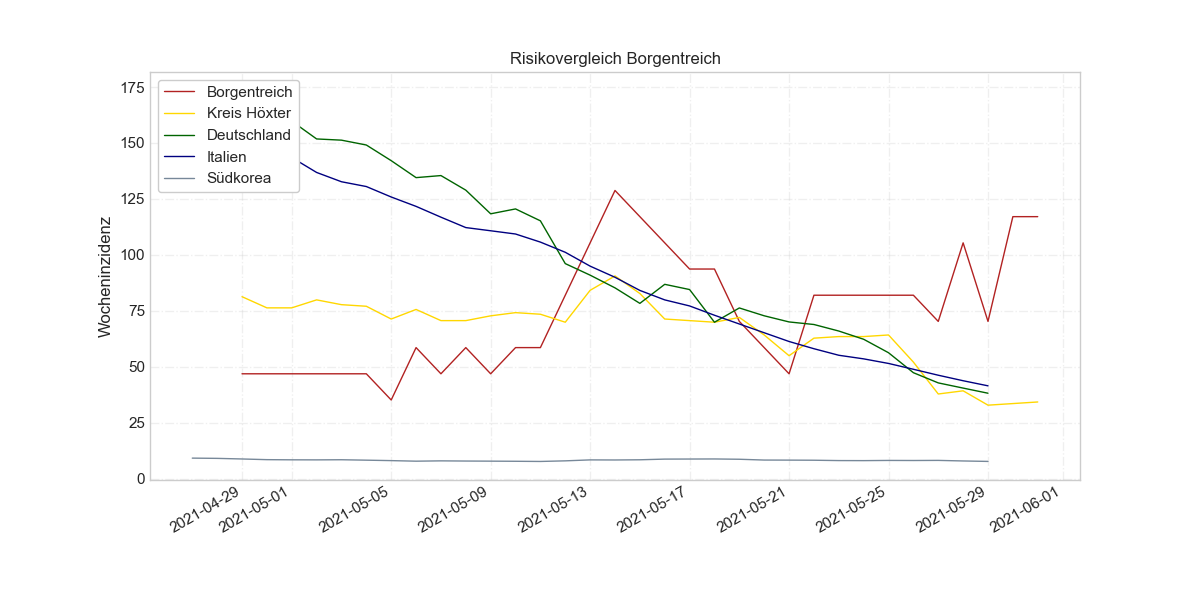 Risikovergleich Borgentreich
Borgentreich
Kreis Höxter
Deutschland
Italien
Südkorea
Wocheninzidenz
175
150
125
100
75
50
25
0
2021-04-29
2021-05-01
2021-05-05
2021-05-09
2021-05-13
2021-05-17
2021-05-21
2021-05-25
2021-05-29
2021-06-01